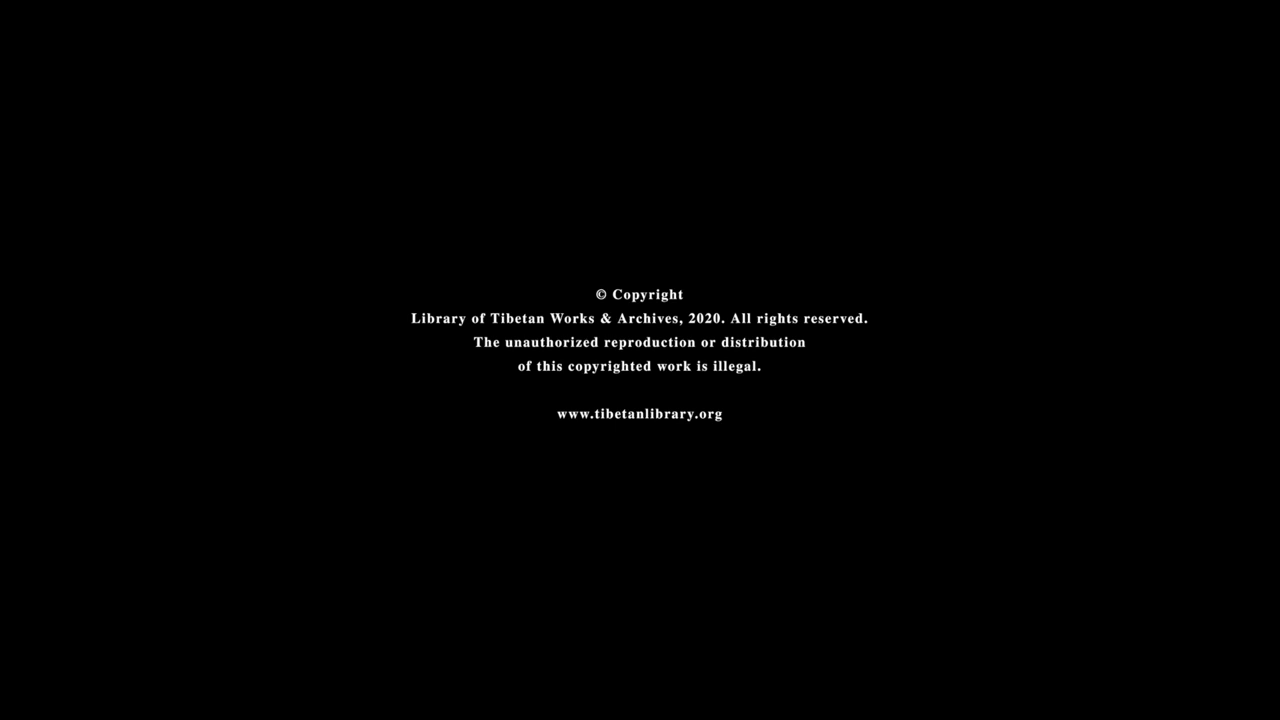 © Copyright
Library of Tibetan Works & Archives, 2020. All rights reserved.
The unauthorized reproduction or distribution
of this copyrighted work is illegal.
www.tibetanlibrary.org